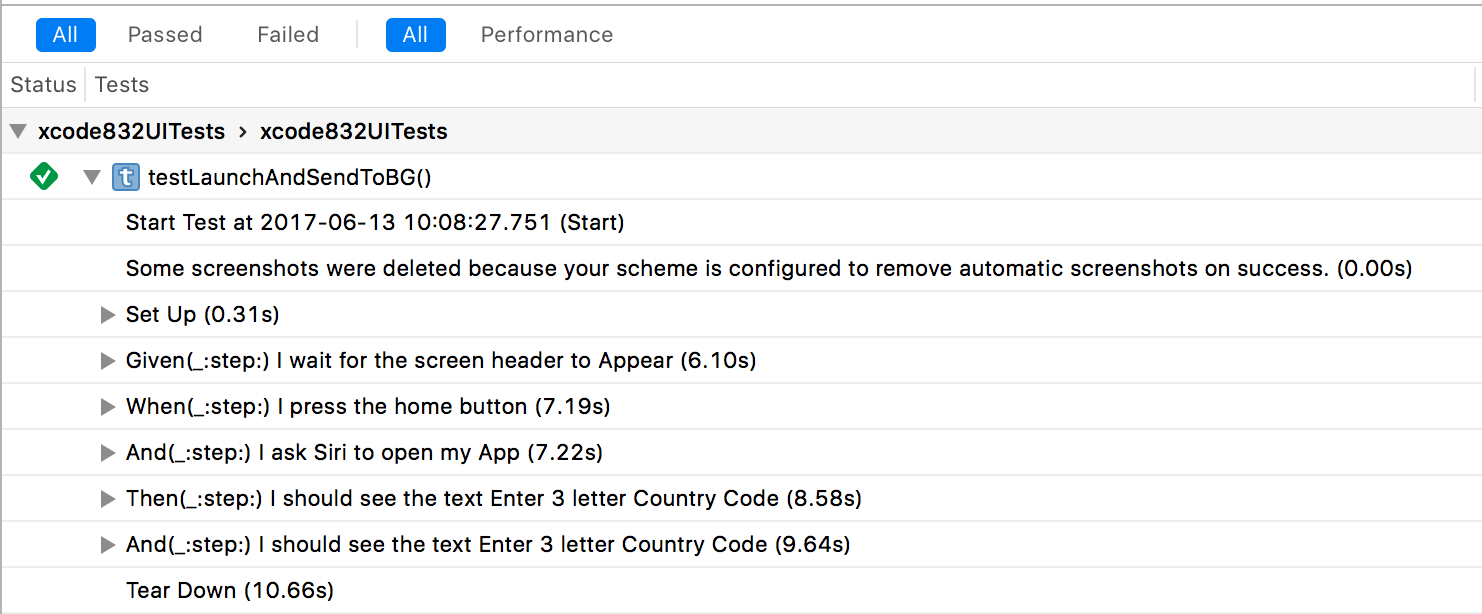 All Passed Failed All Performance
Status Tests
xcode832UITests › xcode832UITests
t testLaunchAndSendToBG()
Start Test at 2017-06-13 10:08:27.751 (Start)
Some screenshots were deleted because your scheme is configured to remove automatic screenshots on success. (0.00s)
Set Up (0.31s)
Given(_:step:) I wait for the screen header to Appear (6.10s)
When(_:step:) I press the home button (7.19s)
And(_:step:) I ask Siri to open my App (7.22s)
Then(_:step:) I should see the text Enter 3 letter Country Code (8.58s)
And(_:step:) I should see the text Enter 3 letter Country Code (9.64s)
Tear Down (10.66s)